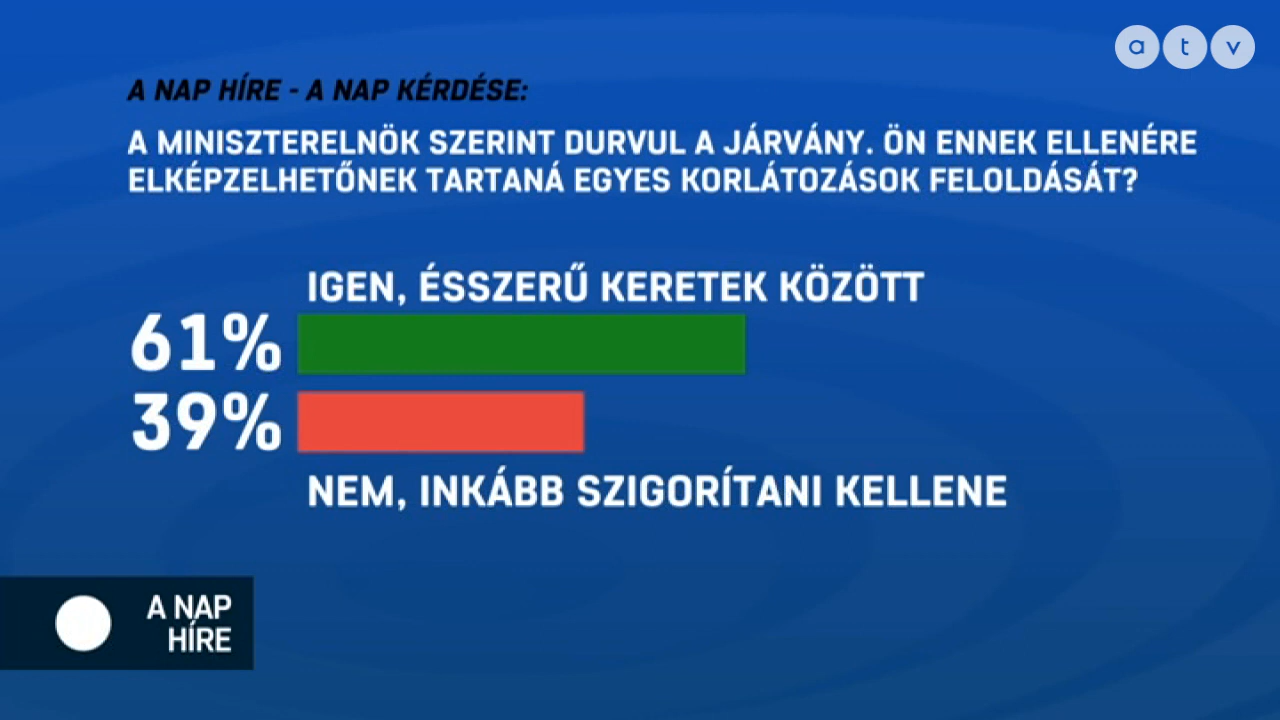 atv
A NAP HÍRE - A NAP KÉRDÉSE:
A MINISZTERELNÖK SZERINT DURVUL A JÁRVÁNY. ÖN ENNEK ELLENÉRE
ELKÉPZELHETŐNEK TARTANÁ EGYES KORLÁTOZÁSOK FELOLDÁSÁT?
IGEN, ÉSSZERŰ KERETEK KÖZÖTT
61%
39%
NEM, INKÁBB SZIGORÍTANI KELLENE
A NAP
HÍRE